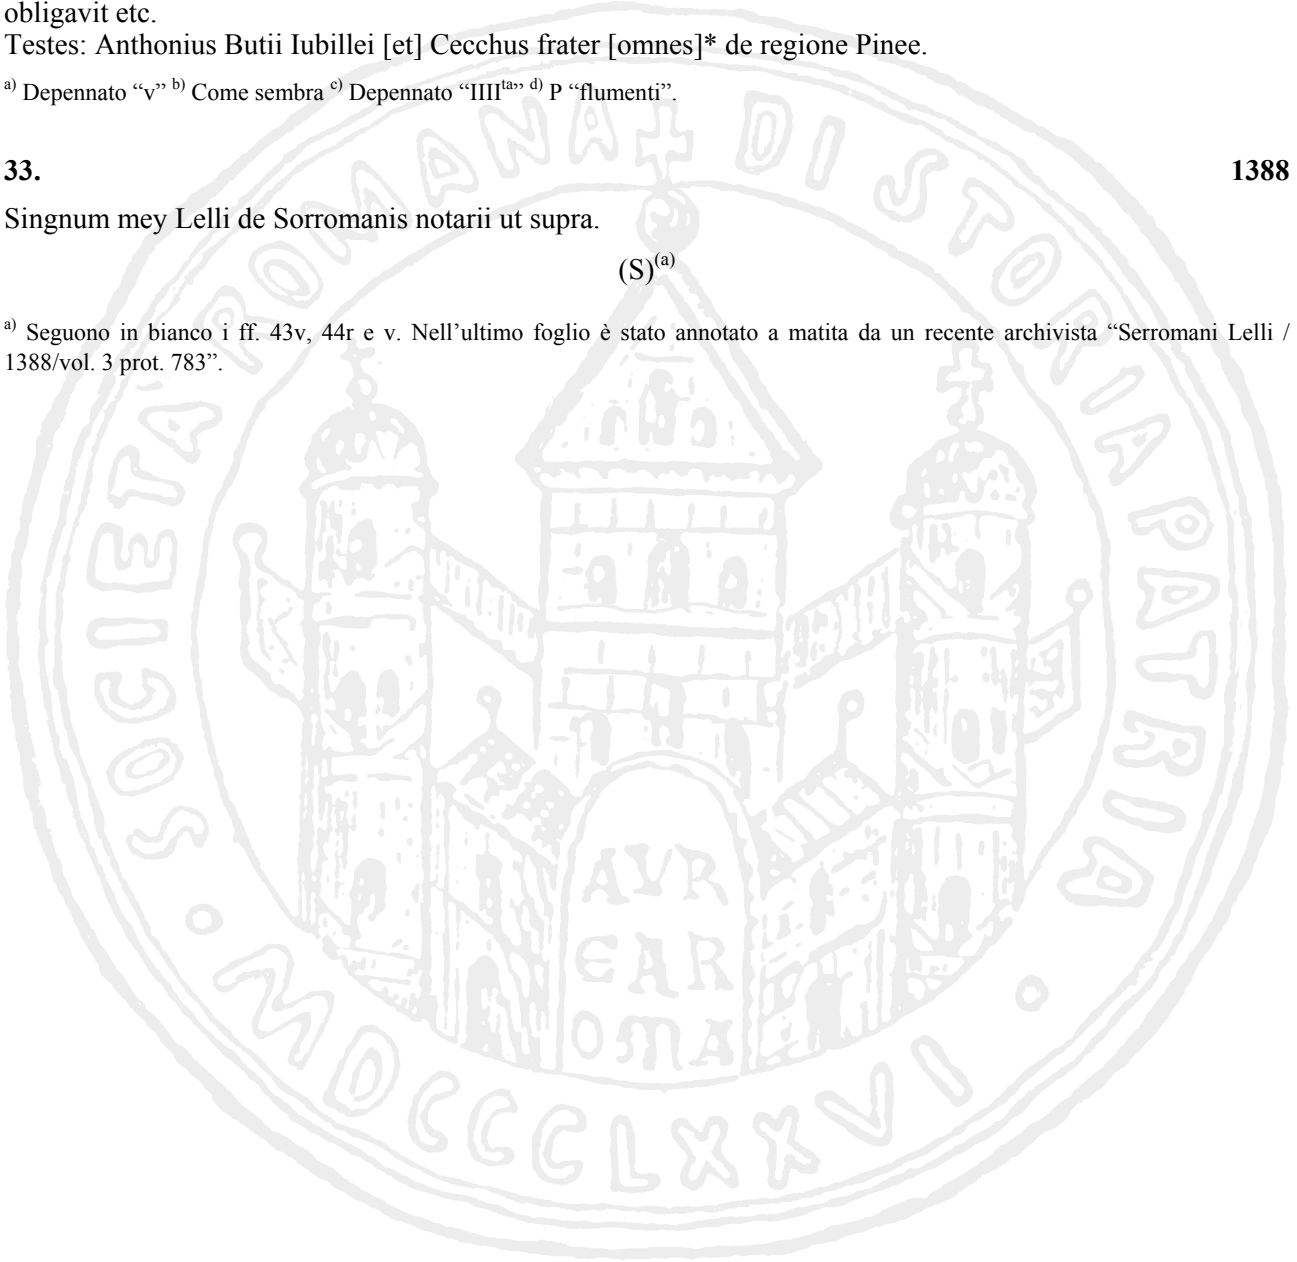 obligavit etc.
Testes: Anthonius Butii Iubillei [et] Cecchus frater [omnes]* de regione Pinee.
a) Depennato “v” b) Come sembra c) Depennato “IIIIta” d) P “flumenti”.
33. 1388
Singnum mey Lelli de Sorromanis notarii ut supra.
(S)(a)
a) Seguono in bianco i ff. 43v, 44r e v. Nell’ultimo foglio è stato annotato a matita da un recente archivista “Serromani Lelli /
1388/vol. 3 prot. 783”.
SOCIETÀ ROMANA DI STORIA PATRIA
MDCCCLXXVI
AVR
EAR
OMA